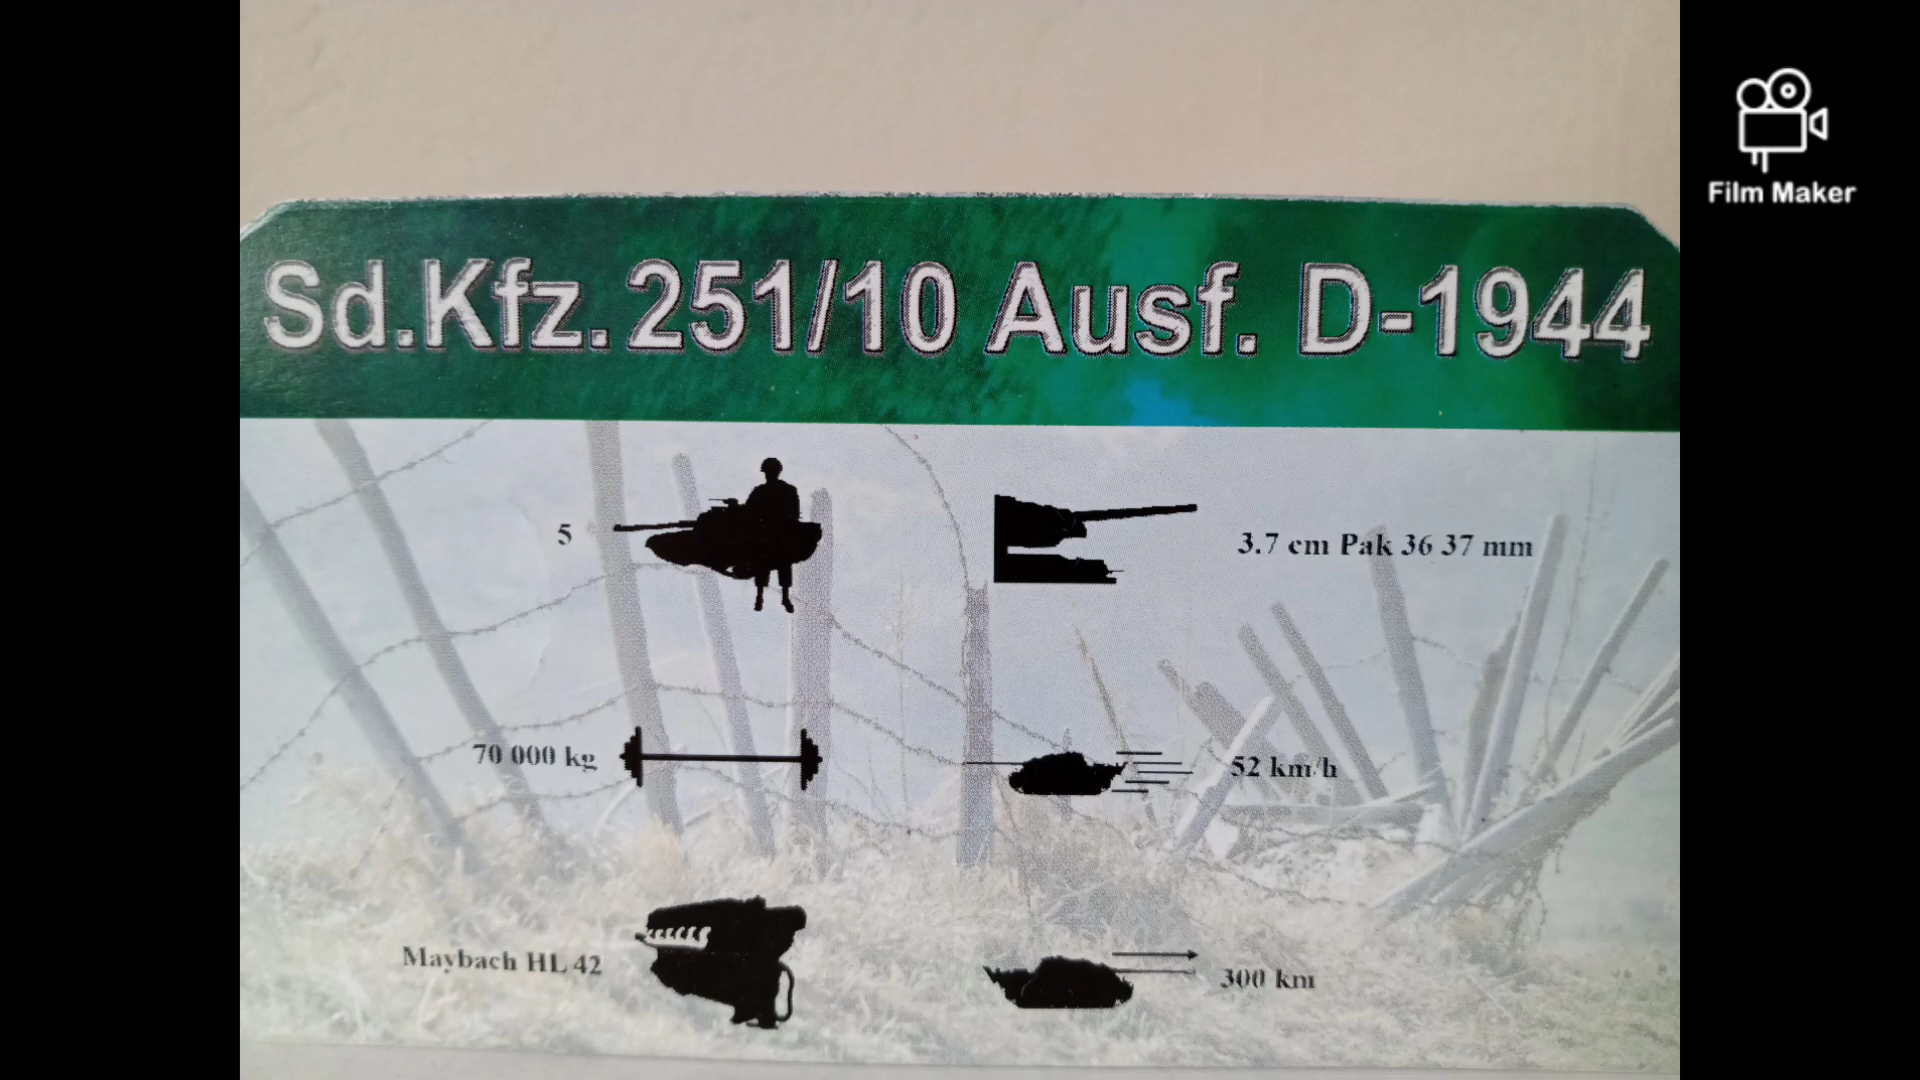 Film Maker
Sd.Kfz. 251/10 Ausf. D-1944
5
3.7 cm Pak 36 37 mm
70 000 kg
52 km/h
Maybach HL 42
300 km